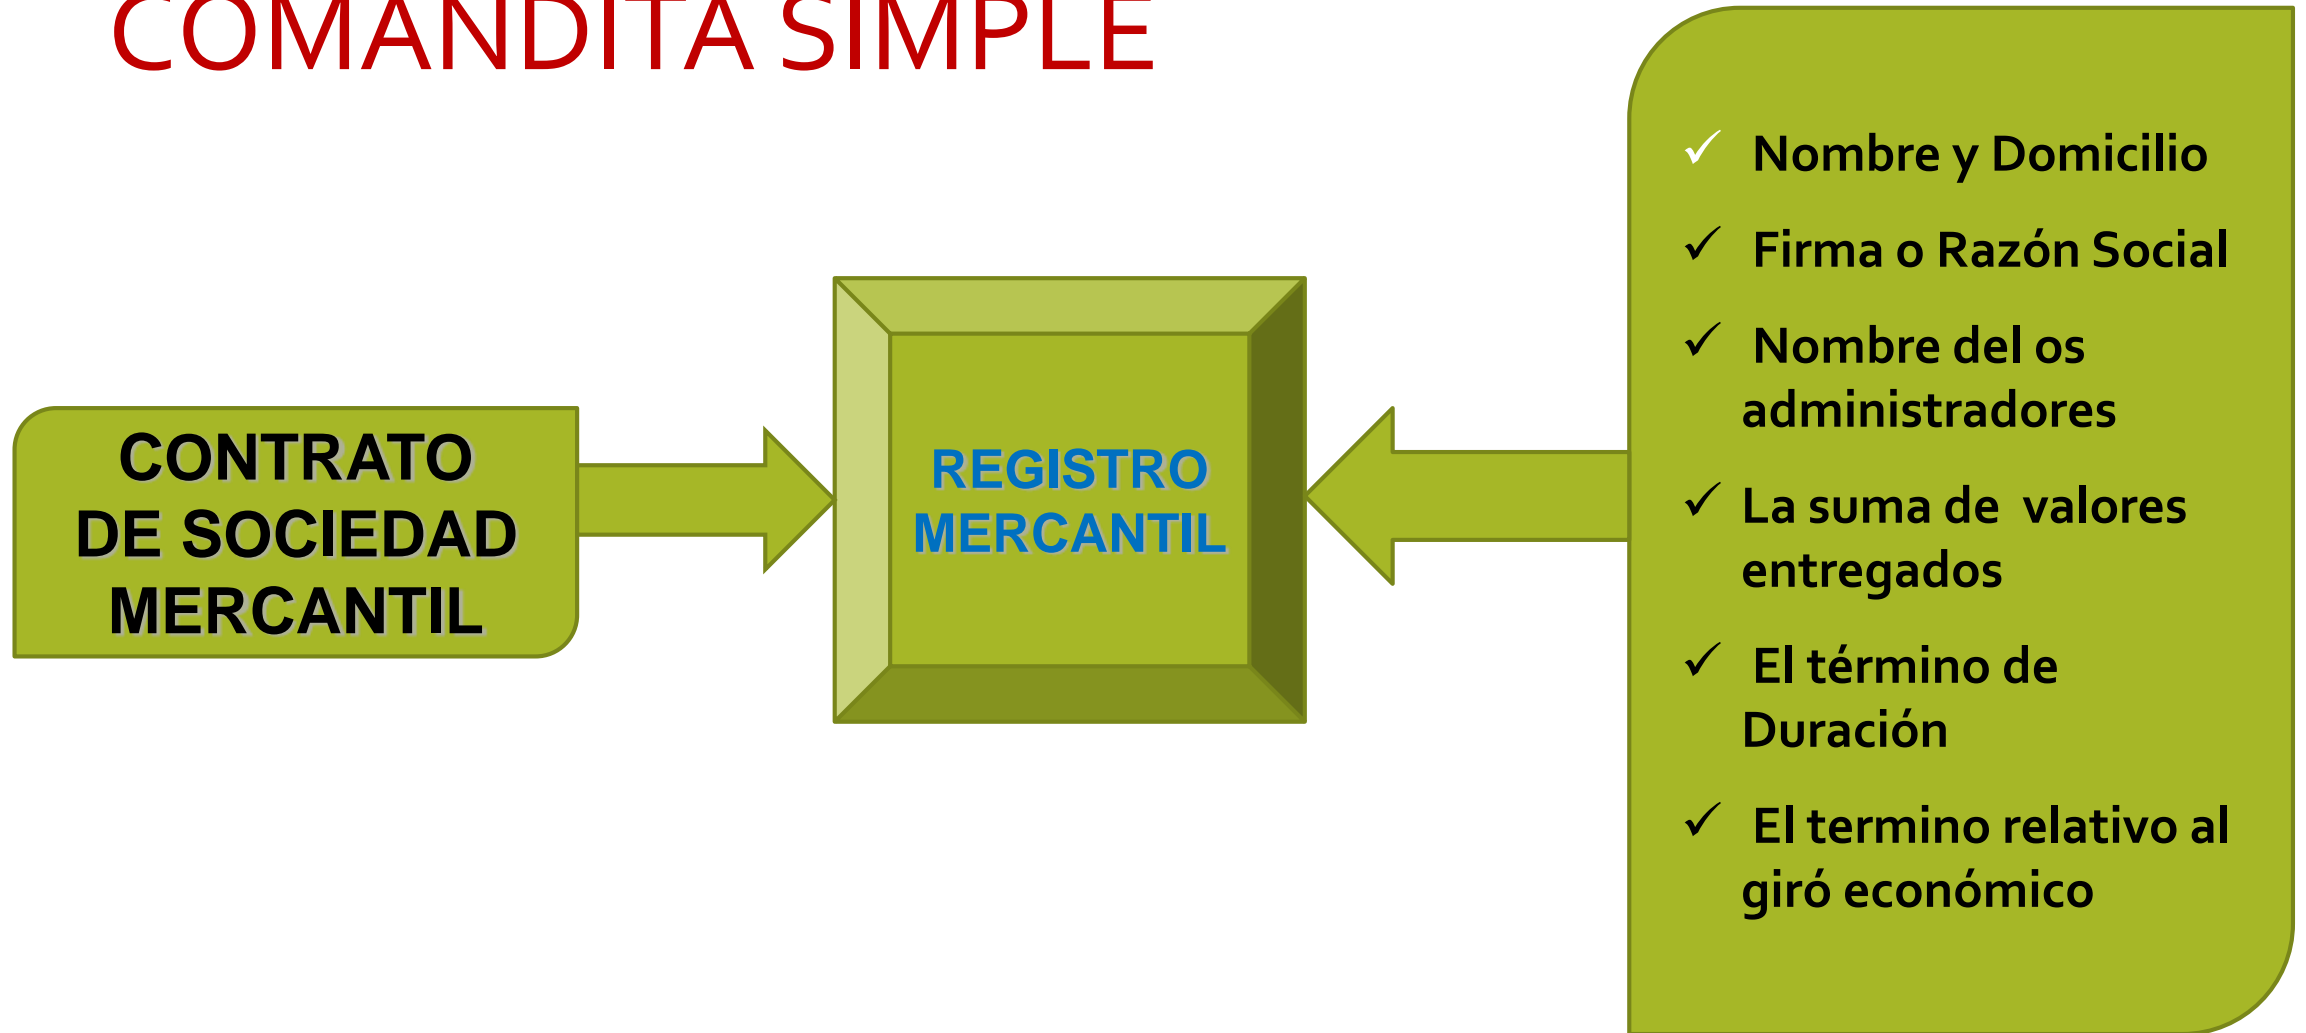 COMANDITA SIMPLE
CONTRATO
DE SOCIEDAD
MERCANTIL
REGISTRO
MERCANTIL
✓ Nombre y Domicilio
✓ Firma o Razón Social
✓ Nombre del os
administradores
✓ La suma de valores
entregados
✓ El término de
Duración
✓ El termino relativo al
giró económico